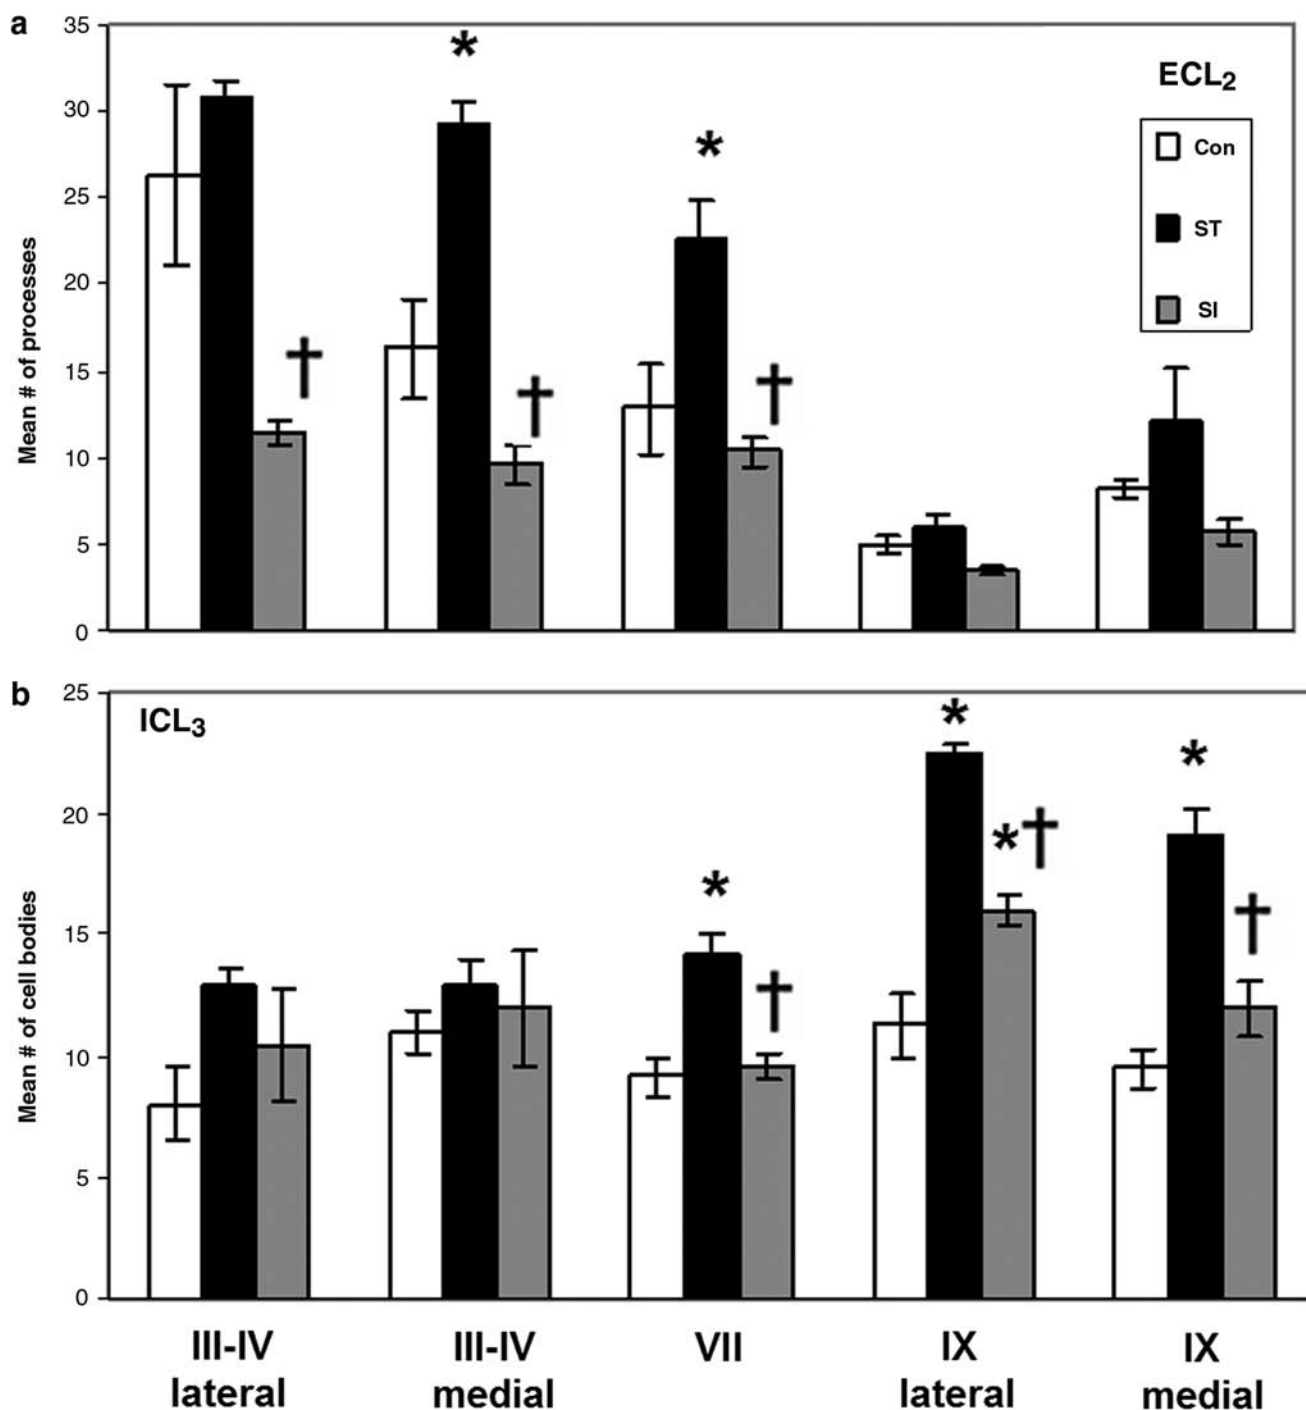 a
35
30
25
20
15
10
5
0
Mean # of processes
*
*
†
†
†
ECL2
Con
ST
SI
b
25
20
15
10
5
0
Mean # of cell bodies
ICL3
*
*
*
*†
†
†
III-IV lateral
III-IV medial
VII
IX lateral
IX medial